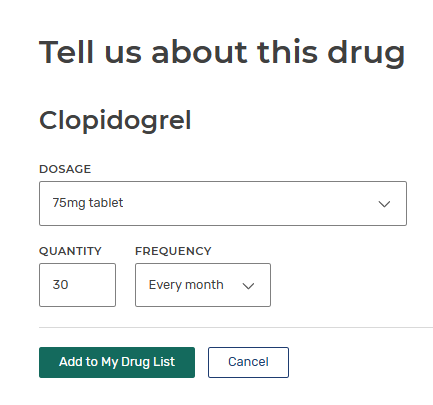 Tell us about this drug
Clopidogrel
DOSAGE
75mg tablet
QUANTITY FREQUENCY
30 Every month
Add to My Drug List Cancel